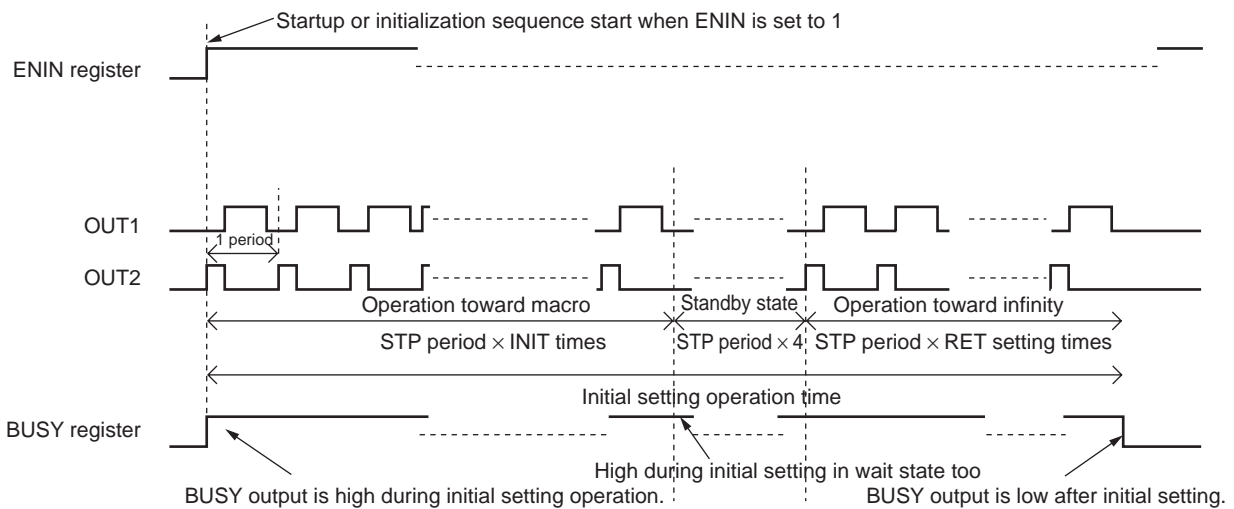 Startup or initialization sequence start when ENIN is set to 1
ENIN register
OUT1
1 period
OUT2
Operation toward macro
Standby state
Operation toward infinity
STP period × INIT times
STP period × 4
STP period × RET setting times
Initial setting operation time
BUSY register
High during initial setting in wait state too
BUSY output is high during initial setting operation.
BUSY output is low after initial setting.